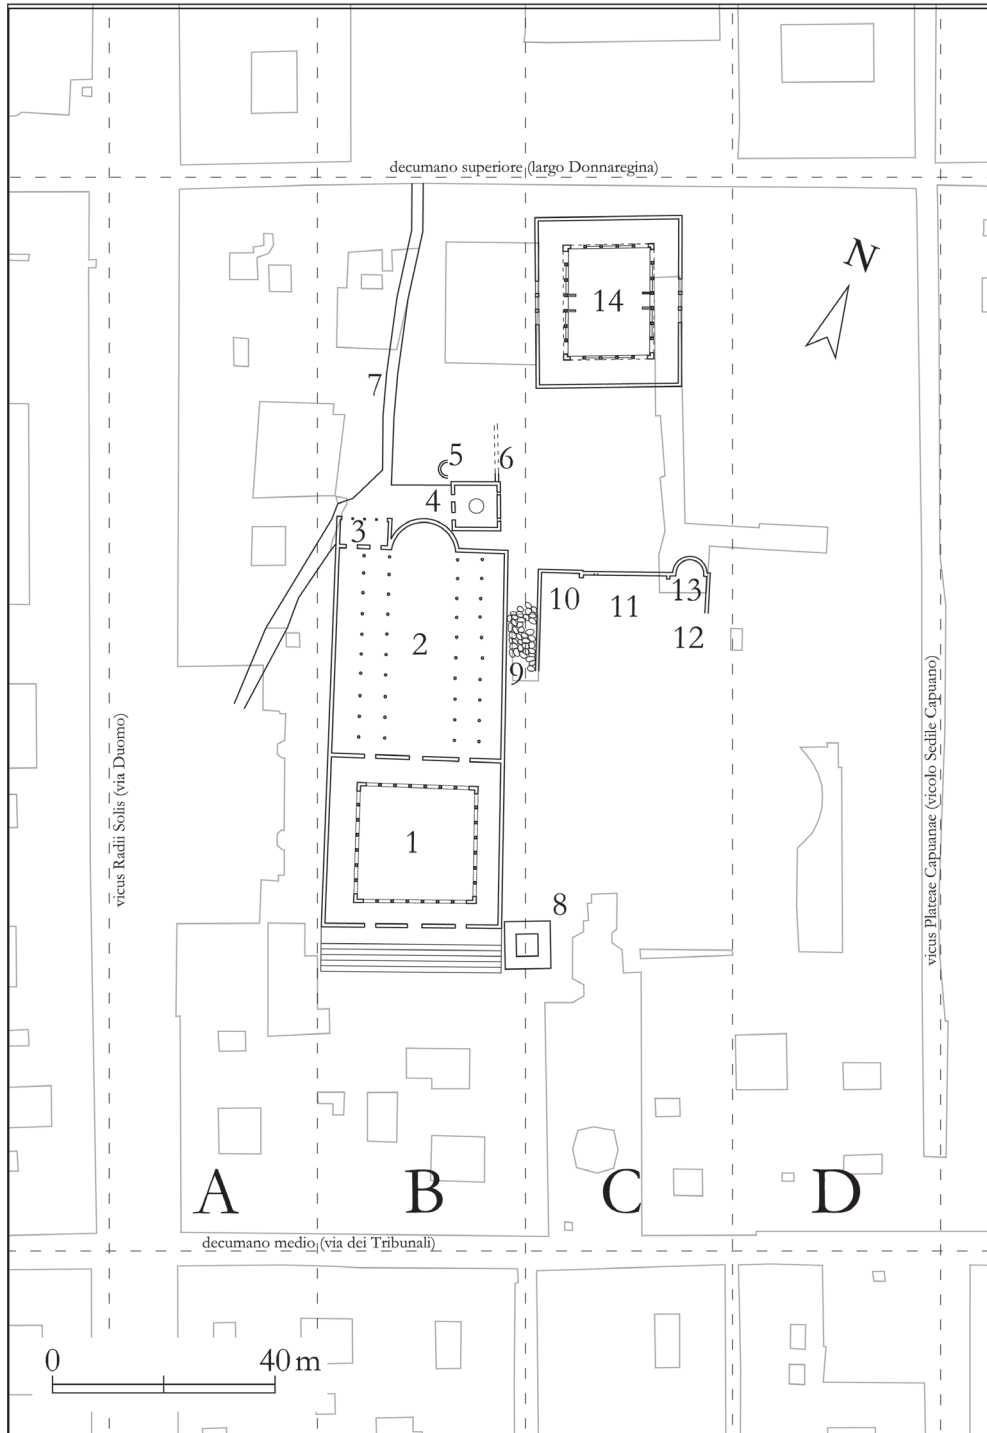 decumano superiore (largo Donnaregina)
N
14
7
5
6
4
3
10
11
13
2
12
9
vicus Radii Solis (via Duomo)
vicus Plateae Capuanae (vicolo Sedile Capuano)
1
8
A
B
C
D
decumano medio (via dei Tribunali)
0
40 m